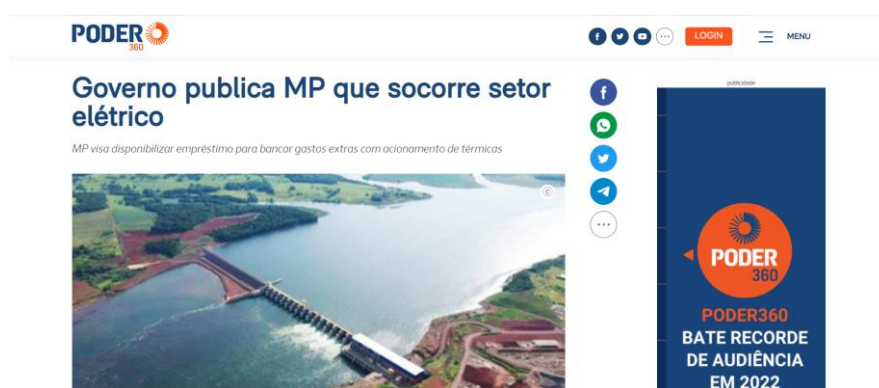 PODER
360
LOGIN
MENU
Governo publica MP que socorre setor
elétrico
MP visa disponibilizar empréstimo para bancar gastos extras com acionamento de térmicas
©
publicidade
PODER
360
PODER360
BATE RECORDE
DE AUDIÊNCIA
EM 2022